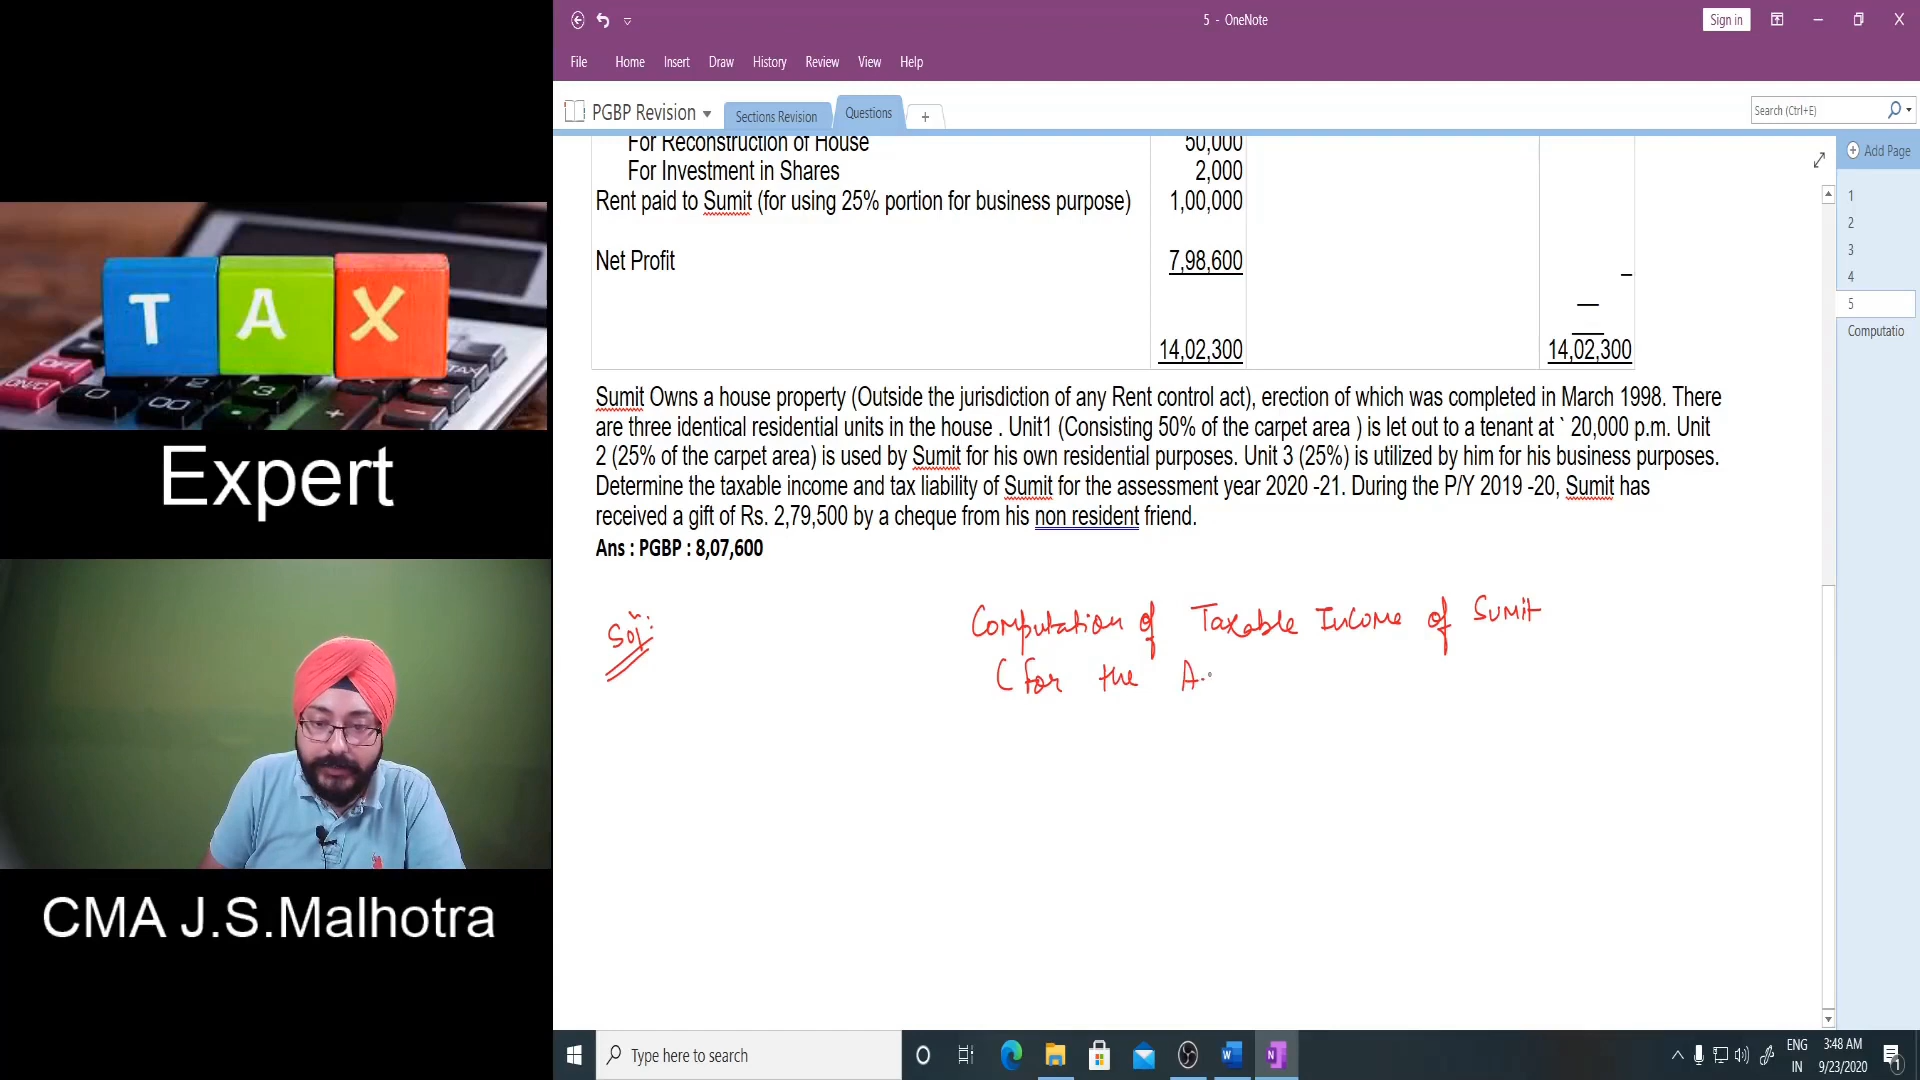 5 - OneNote
Sign in
File Home Insert Draw History Review View Help
PGBP Revision Sections Revision Questions +
Search (Ctrl+E)
Add Page
1
2
3
4
5
Computatio
For Reconstruction of House 50,000
For Investment in Shares 2,000
Rent paid to Sumit (for using 25% portion for business purpose) 1,00,000
Net Profit 7,98,600
14,02,300 14,02,300
Sumit Owns a house property (Outside the jurisdiction of any Rent control act), erection of which was completed in March 1998. There
are three identical residential units in the house . Unit1 (Consisting 50% of the carpet area ) is let out to a tenant at ` 20,000 p.m. Unit
2 (25% of the carpet area) is used by Sumit for his own residential purposes. Unit 3 (25%) is utilized by him for his business purposes.
Determine the taxable income and tax liability of Sumit for the assessment year 2020 -21. During the P/Y 2019 -20, Sumit has
received a gift of Rs. 2,79,500 by a cheque from his non resident friend.
Ans : PGBP : 8,07,600
Sol:
Computation of Taxable Income of Sumit
(for the A.
T A X
OFF
ON/C
0
00
3
TAX
Expert
CMA J.S.Malhotra
Type here to search
ENG
IN
3:48 AM
9/23/2020
1